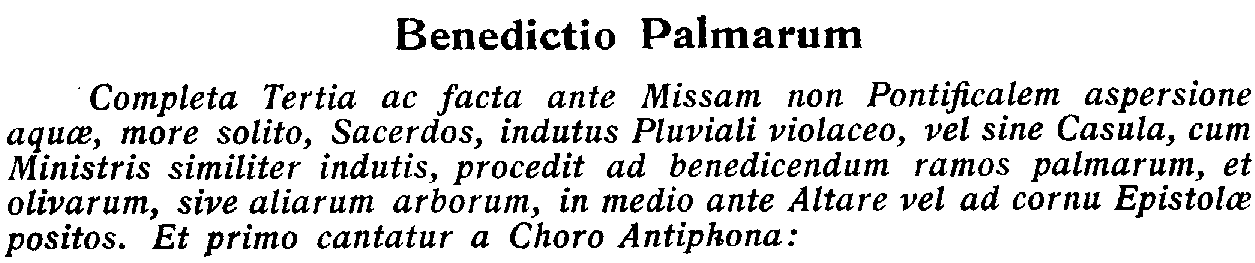 Benedictio Palmarum
Completa Tertia ac facta ante Missam non Pontificalem aspersione
aquæ, more solito, Sacerdos, indutus Pluviali violaceo, vel sine Casula, cum
Ministris similiter indutis, procedit ad benedicendum ramos palmarum, et
olivarum, sive aliarum arborum, in medio ante Altare vel ad cornu Epistolæ
positos. Et primo cantatur a Choro Antiphona: